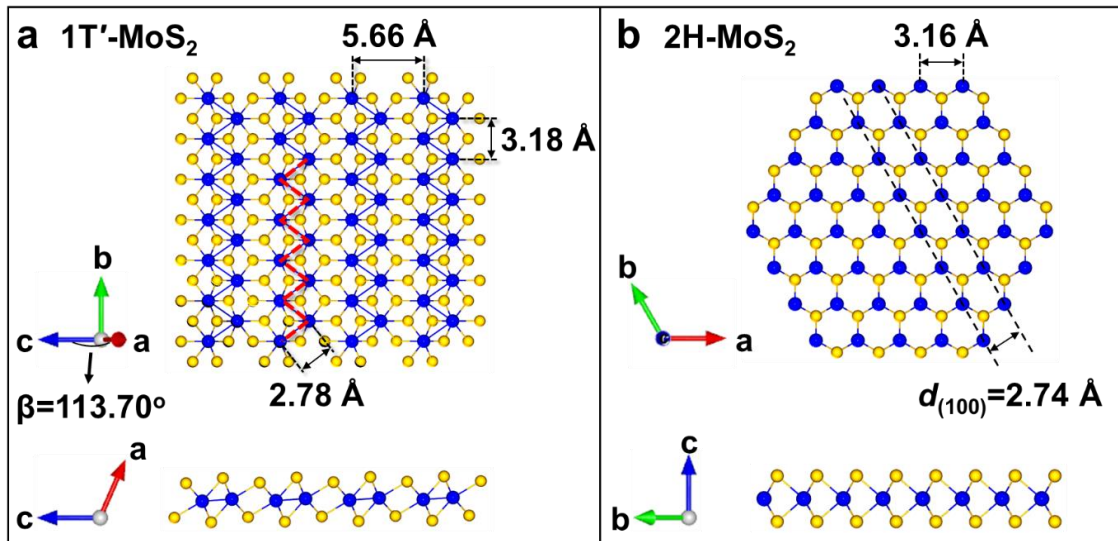 a 1T′-MoS₂
5.66 Å
3.18 Å
b
c
a
β=113.70°
2.78 Å
a
c
b 2H-MoS₂
3.16 Å
b
a
d(100)=2.74 Å
c
b